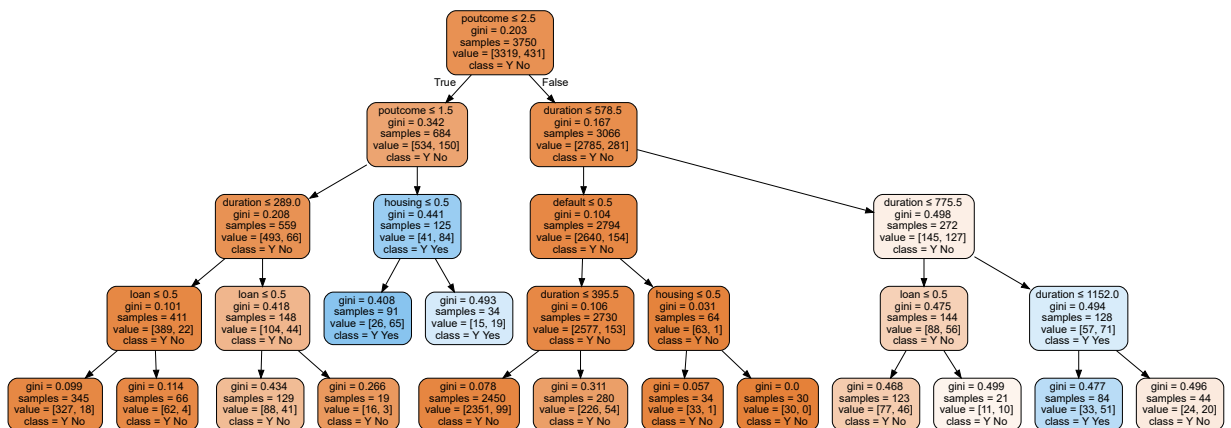 poutcome ≤ 2.5
gini = 0.203
samples = 3750
value = [3319, 431]
class = Y No
True
False
poutcome ≤ 1.5
gini = 0.342
samples = 684
value = [534, 150]
class = Y No
duration ≤ 578.5
gini = 0.167
samples = 3066
value = [2785, 281]
class = Y No
duration ≤ 289.0
gini = 0.208
samples = 559
value = [493, 66]
class = Y No
housing ≤ 0.5
gini = 0.441
samples = 125
value = [41, 84]
class = Y Yes
default ≤ 0.5
gini = 0.104
samples = 2794
value = [2640, 154]
class = Y No
duration ≤ 775.5
gini = 0.498
samples = 272
value = [145, 127]
class = Y No
loan ≤ 0.5
gini = 0.101
samples = 411
value = [389, 22]
class = Y No
loan ≤ 0.5
gini = 0.418
samples = 148
value = [104, 44]
class = Y No
gini = 0.408
samples = 91
value = [26, 65]
class = Y Yes
gini = 0.493
samples = 34
value = [15, 19]
class = Y Yes
duration ≤ 395.5
gini = 0.106
samples = 2730
value = [2577, 153]
class = Y No
housing ≤ 0.5
gini = 0.031
samples = 64
value = [63, 1]
class = Y No
loan ≤ 0.5
gini = 0.475
samples = 144
value = [88, 56]
class = Y No
duration ≤ 1152.0
gini = 0.494
samples = 128
value = [57, 71]
class = Y Yes
gini = 0.099
samples = 345
value = [327, 18]
class = Y No
gini = 0.114
samples = 66
value = [62, 4]
class = Y No
gini = 0.434
samples = 129
value = [88, 41]
class = Y No
gini = 0.266
samples = 19
value = [16, 3]
class = Y No
gini = 0.078
samples = 2450
value = [2351, 99]
class = Y No
gini = 0.311
samples = 280
value = [226, 54]
class = Y No
gini = 0.057
samples = 34
value = [33, 1]
class = Y No
gini = 0.0
samples = 30
value = [30, 0]
class = Y No
gini = 0.468
samples = 123
value = [77, 46]
class = Y No
gini = 0.499
samples = 21
value = [11, 10]
class = Y No
gini = 0.477
samples = 84
value = [33, 51]
class = Y Yes
gini = 0.496
samples = 44
value = [24, 20]
class = Y No